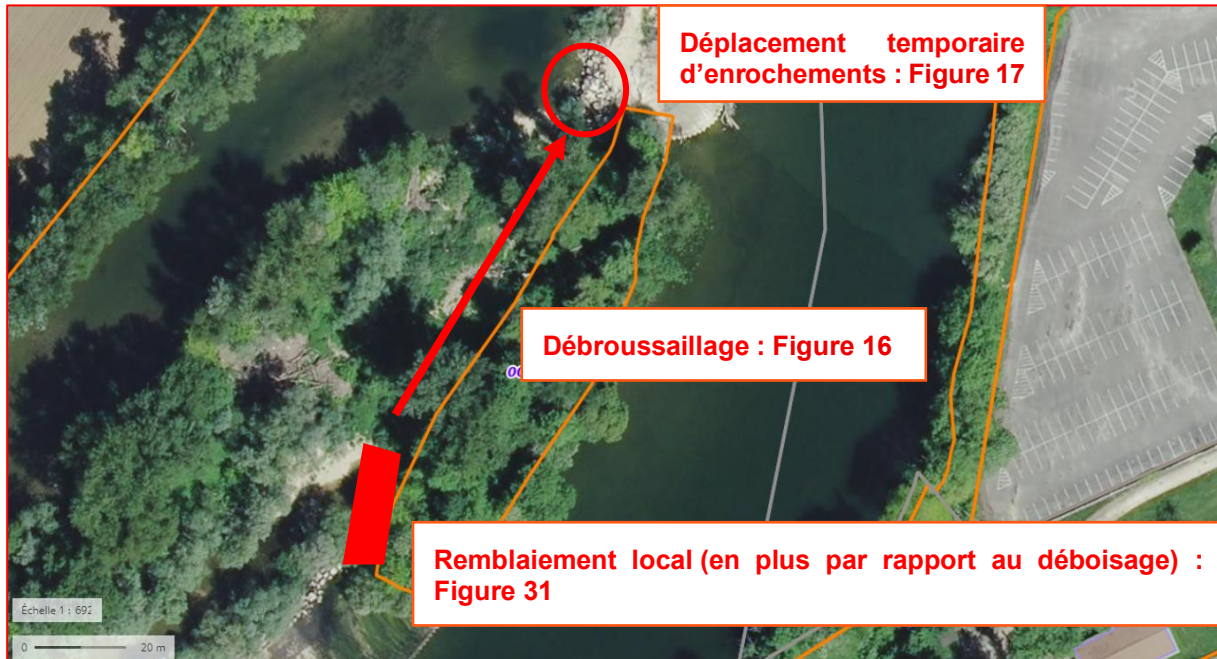 Déplacement temporaire
d'enrochements : Figure 17
Débroussaillage : Figure 16
Remblaiement local (en plus par rapport au déboisage) :
Figure 31
Échelle 1 : 692
0 20 m